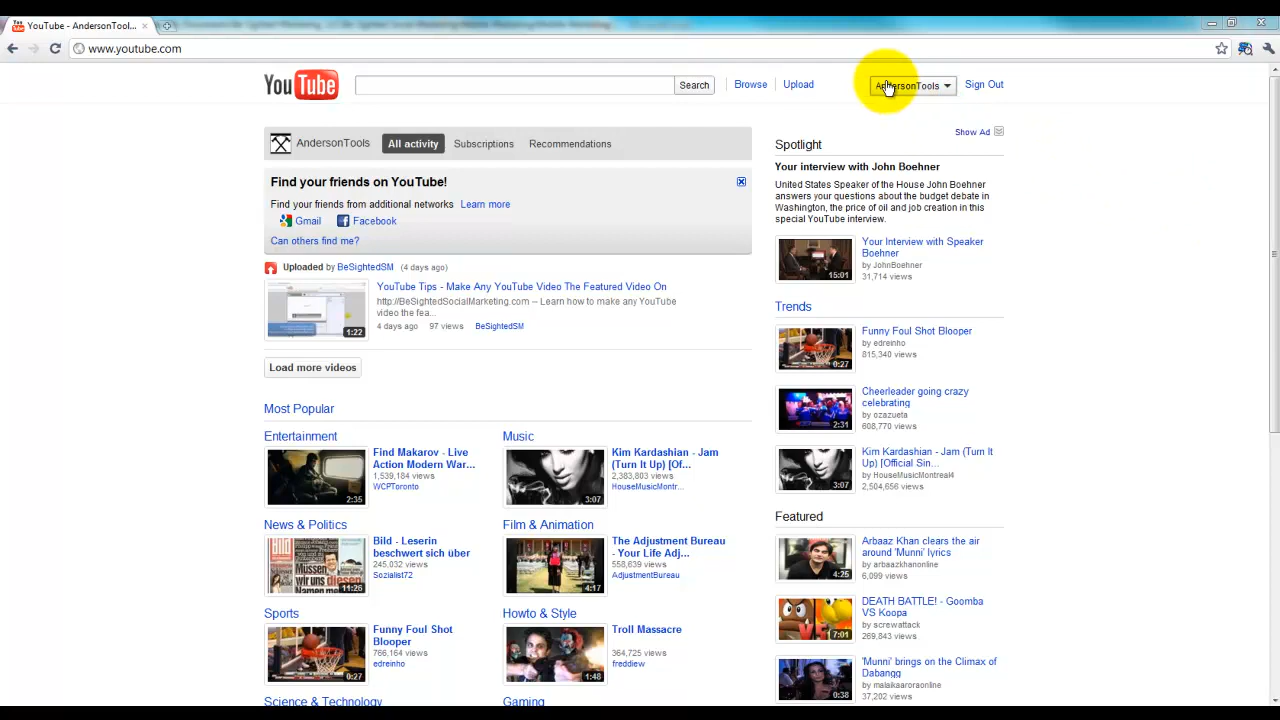 YouTube - AndersonTool...
www.youtube.com
YouTube
Search
Browse
Upload
AndersonTools
Sign Out
AndersonTools
All activity
Subscriptions
Recommendations
Find your friends on YouTube!
Find your friends from additional networks Learn more
Gmail
Facebook
Can others find me?
Uploaded by BeSightedSM (4 days ago)
YouTube Tips - Make Any YouTube Video The Featured Video On
http://BeSightedSocialMarketing.com -- Learn how to make any YouTube
video the fea...
4 days ago 97 views BeSightedSM
1:22
Load more videos
Most Popular
Entertainment
Find Makarov - Live
Action Modern War...
1,539,184 views
WCPToronto
2:35
Music
Kim Kardashian - Jam
(Turn It Up) [Of...
2,383,803 views
HouseMusicMontr...
3:07
News & Politics
Bild - Leserin
beschwert sich über
245,032 views
Sozialist72
11:26
Film & Animation
The Adjustment Bureau
- Your Life Adj...
558,639 views
AdjustmentBureau
4:17
Sports
Funny Foul Shot
Blooper
766,164 views
edreinho
0:27
Howto & Style
Troll Massacre
364,725 views
freddiew
1:48
Science & Technology
Gaming
Show Ad
Spotlight
Your interview with John Boehner
United States Speaker of the House John Boehner
answers your questions about the budget debate in
Washington, the price of oil and job creation in this
special YouTube interview.
Your Interview with Speaker
Boehner
by JohnBoehner
31,714 views
15:01
Trends
Funny Foul Shot Blooper
by edreinho
815,340 views
0:27
Cheerleader going crazy
celebrating
by ozazueta
608,770 views
2:31
Kim Kardashian - Jam (Turn It
Up) [Official Sin...
by HouseMusicMontreal4
2,504,656 views
3:07
Featured
Arbaaz Khan clears the air
around 'Munni' lyrics
by arbaazkhanonline
6,099 views
4:25
DEATH BATTLE! - Goomba
VS Koopa
by screwattack
269,843 views
7:01
'Munni' brings on the Climax of
Dabangg
by malaikaaroraonline
37,202 views
0:38